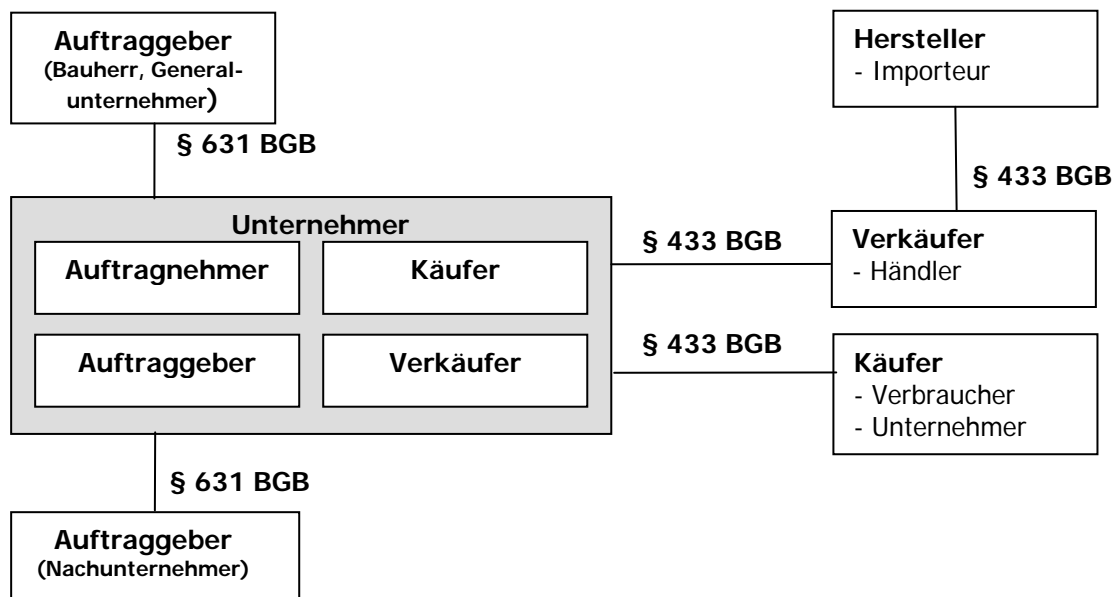 Auftraggeber
(Bauherr, General-
unternehmer)
§ 631 BGB
Hersteller
- Importeur
§ 433 BGB
Unternehmer
Auftragnehmer
Käufer
Auftraggeber
Verkäufer
§ 433 BGB
Verkäufer
- Händler
§ 433 BGB
Käufer
- Verbraucher
- Unternehmer
§ 631 BGB
Auftraggeber
(Nachunternehmer)